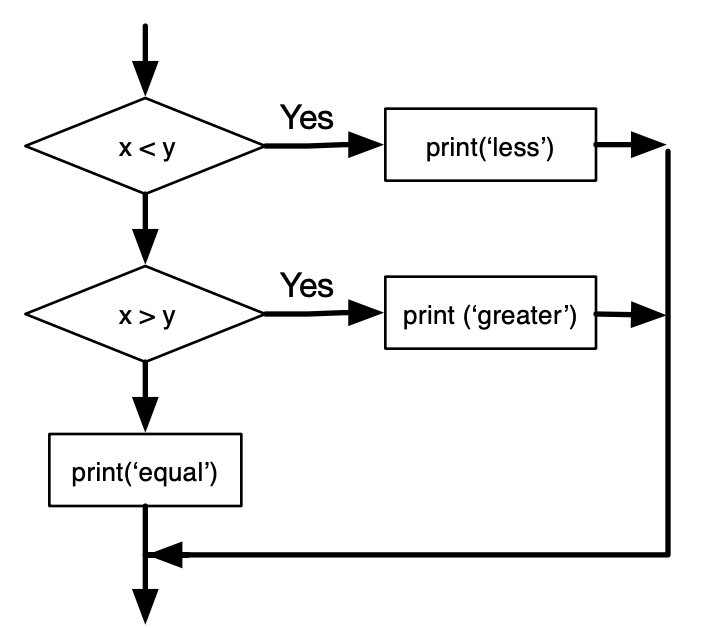 x < y
Yes
print(‘less’)
x > y
Yes
print (‘greater’)
print(‘equal’)